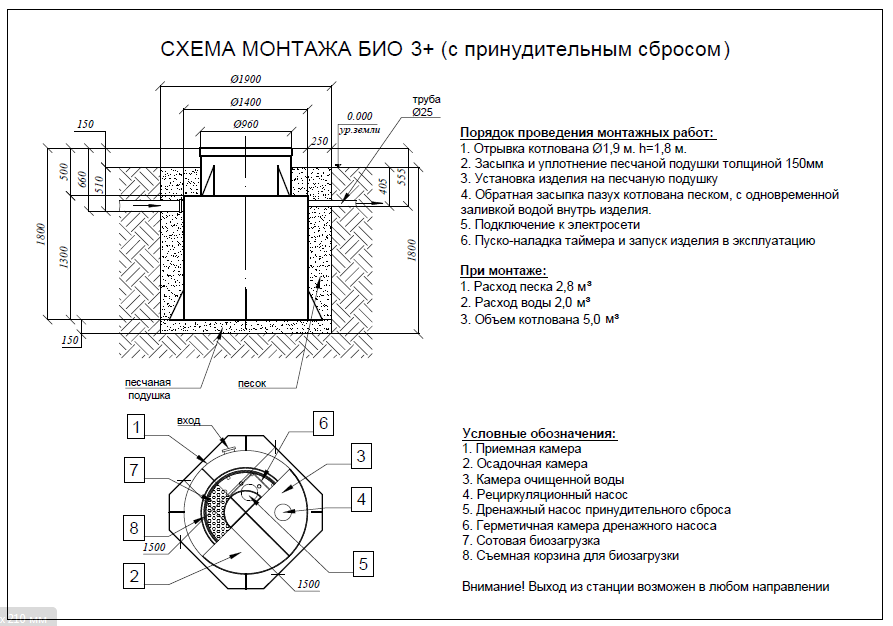 СХЕМА МОНТАЖА БИО 3+ (с принудительным сбросом)
Ø1900
Ø1400
Ø960
150
250
0.000
ур.земли
труба
Ø25
500
660
510
405
555
1800
1300
1800
150
песчаная
подушка
песок
Порядок проведения монтажных работ:
1. Отрывка котлована Ø1,9 м. h=1,8 м.
2. Засыпка и уплотнение песчаной подушки толщиной 150мм
3. Установка изделия на песчаную подушку
4. Обратная засыпка пазух котлована песком, с одновременной
заливкой водой внутрь изделия.
5. Подключение к электросети
6. Пуско-наладка таймера и запуск изделия в эксплуатацию
При монтаже:
1. Расход песка 2,8 м³
2. Расход воды 2,0 м³
3. Объем котлована 5,0 м³
вход
1
6
3
7
4
8
1500
5
2
1500
Условные обозначения:
1. Приемная камера
2. Осадочная камера
3. Камера очищенной воды
4. Рециркуляционный насос
5. Дренажный насос принудительного сброса
6. Герметичная камера дренажного насоса
7. Сотовая биозагрузка
8. Съемная корзина для биозагрузки
Внимание! Выход из станции возможен в любом направлении